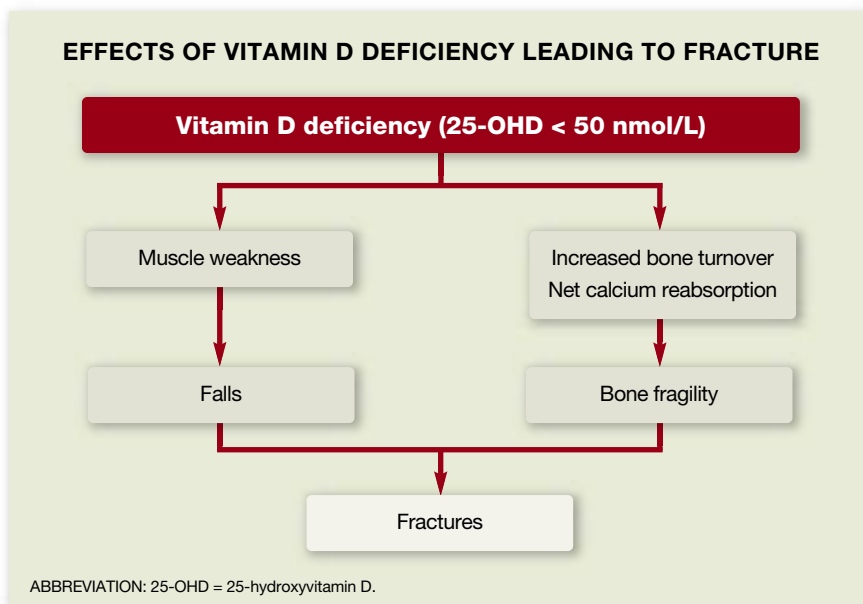 EFFECTS OF VITAMIN D DEFICIENCY LEADING TO FRACTURE
Vitamin D deficiency (25-OHD < 50 nmol/L)
Muscle weakness
Increased bone turnover
Net calcium reabsorption
Falls
Bone fragility
Fractures
ABBREVIATION: 25-OHD = 25-hydroxyvitamin D.